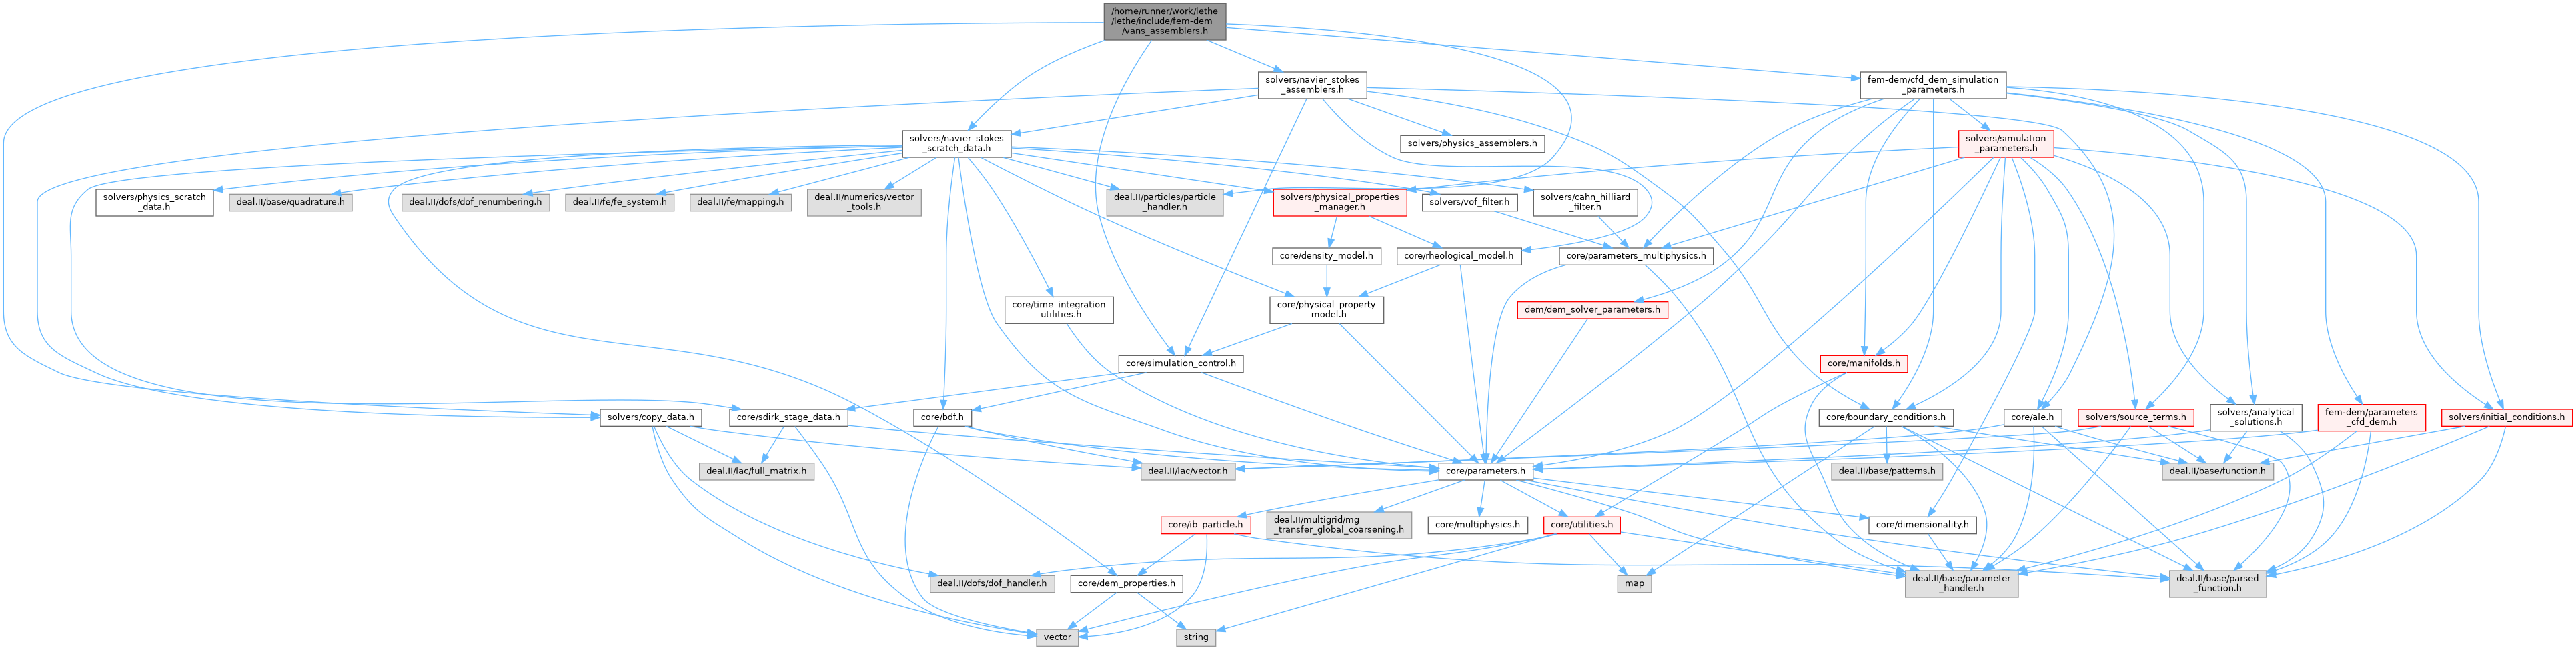 /home/runner/work/lethe
/lethe/include/fem-dem
/vans_assemblers.h
solvers/navier_stokes
_assemblers.h
fem-dem/cfd_dem_simulation
_parameters.h
solvers/navier_stokes
_scratch_data.h
solvers/physics_assemblers.h
solvers/simulation
_parameters.h
solvers/physics_scratch
_data.h
deal.II/base/quadrature.h
deal.II/dofs/dof_renumbering.h
deal.II/fe/fe_system.h
deal.II/fe/mapping.h
deal.II/numerics/vector
_tools.h
deal.II/particles/particle
_handler.h
solvers/physical_properties
_manager.h
solvers/vof_filter.h
solvers/cahn_hilliard
_filter.h
core/density_model.h
core/rheological_model.h
core/parameters_multiphysics.h
core/time_integration
_utilities.h
core/physical_property
_model.h
dem/dem_solver_parameters.h
core/simulation_control.h
core/manifolds.h
solvers/copy_data.h
core/sdirk_stage_data.h
core/bdf.h
core/boundary_conditions.h
core/ale.h
solvers/source_terms.h
solvers/analytical
_solutions.h
fem-dem/parameters
_cfd_dem.h
solvers/initial_conditions.h
deal.II/lac/full_matrix.h
deal.II/lac/vector.h
core/parameters.h
deal.II/base/patterns.h
deal.II/base/function.h
core/ib_particle.h
deal.II/multigrid/mg
_transfer_global_coarsening.h
core/multiphysics.h
core/utilities.h
core/dimensionality.h
deal.II/dofs/dof_handler.h
core/dem_properties.h
map
deal.II/base/parameter
_handler.h
deal.II/base/parsed
_function.h
vector
string